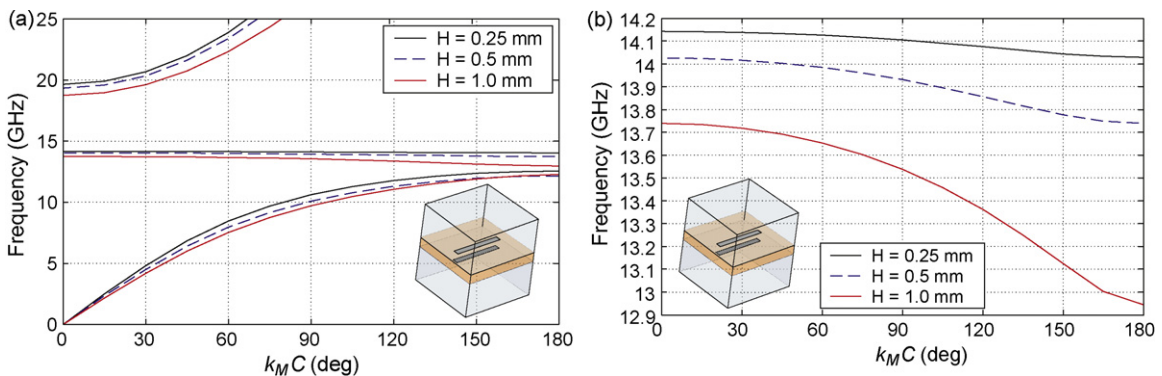 (a)
25
20
15
10
5
0
Frequency (GHz)
H = 0.25 mm
H = 0.5 mm
H = 1.0 mm
0 30 60 90 120 150 180
k_M C (deg)
(b)
14.2
14.1
14
13.9
13.8
13.7
13.6
13.5
13.4
13.3
13.2
13.1
13
12.9
Frequency (GHz)
H = 0.25 mm
H = 0.5 mm
H = 1.0 mm
0 30 60 90 120 150 180
k_M C (deg)